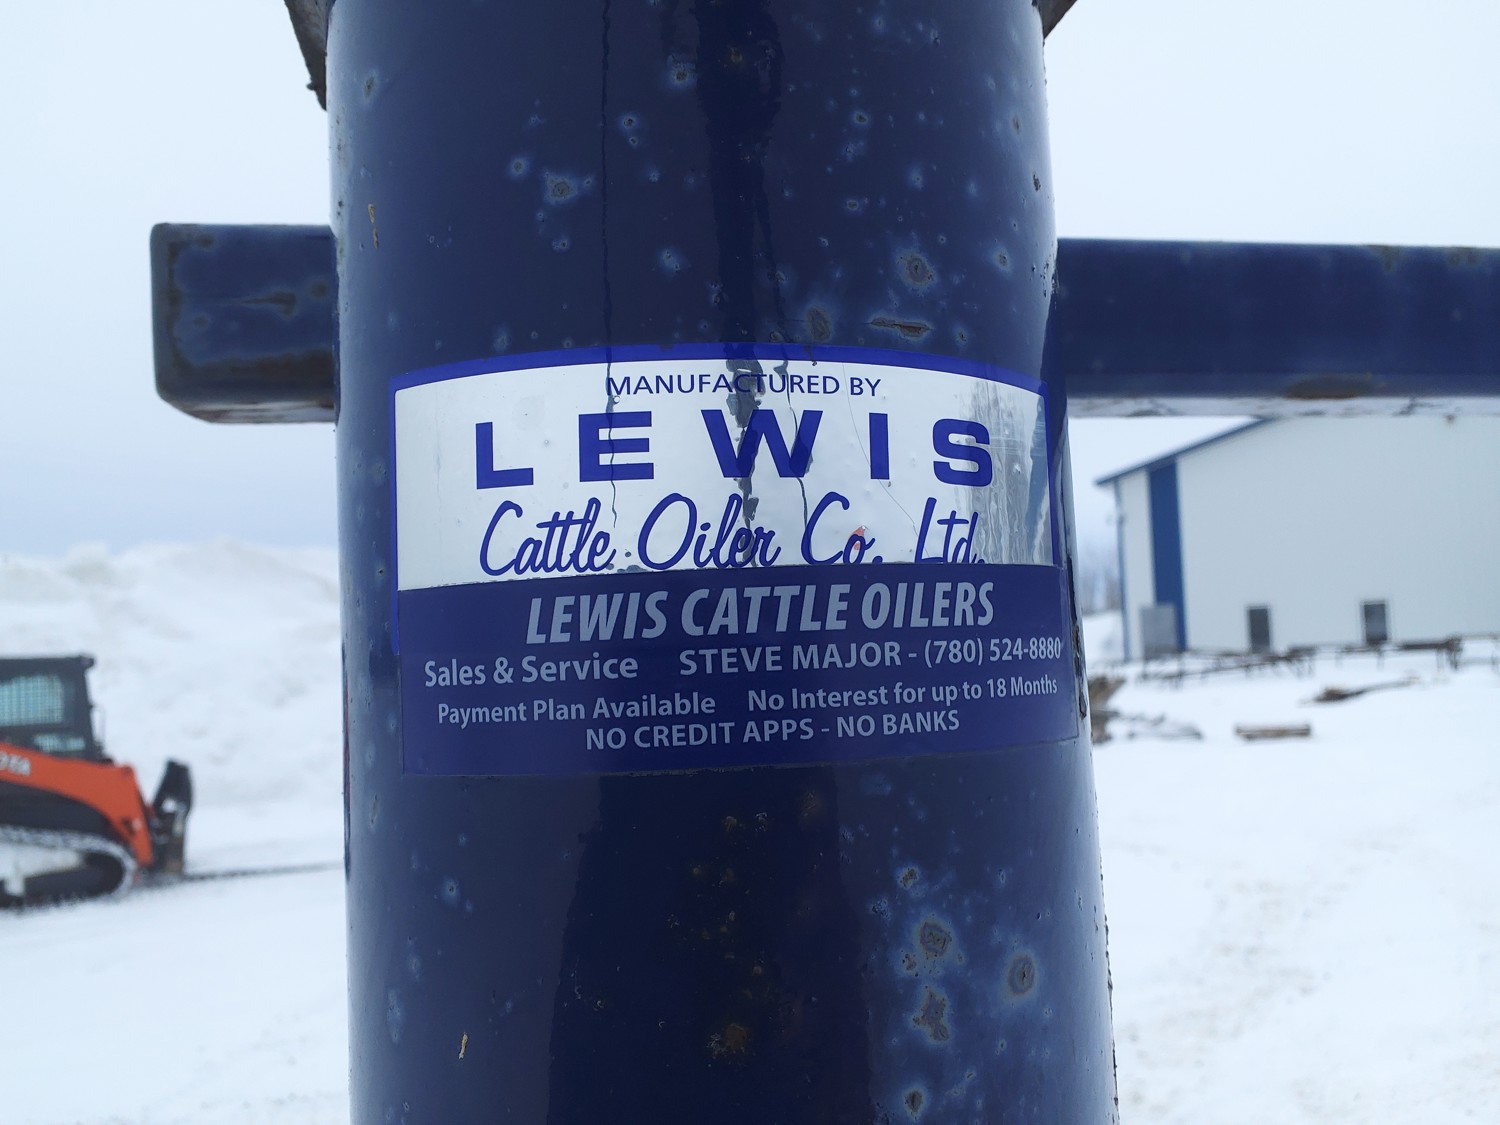 MANUFACTURED BY
LEWIS
Cattle Oiler Co. Ltd.
LEWIS CATTLE OILERS
Sales & Service STEVE MAJOR - (780) 524-8880
Payment Plan Available No Interest for up to 18 Months
NO CREDIT APPS - NO BANKS